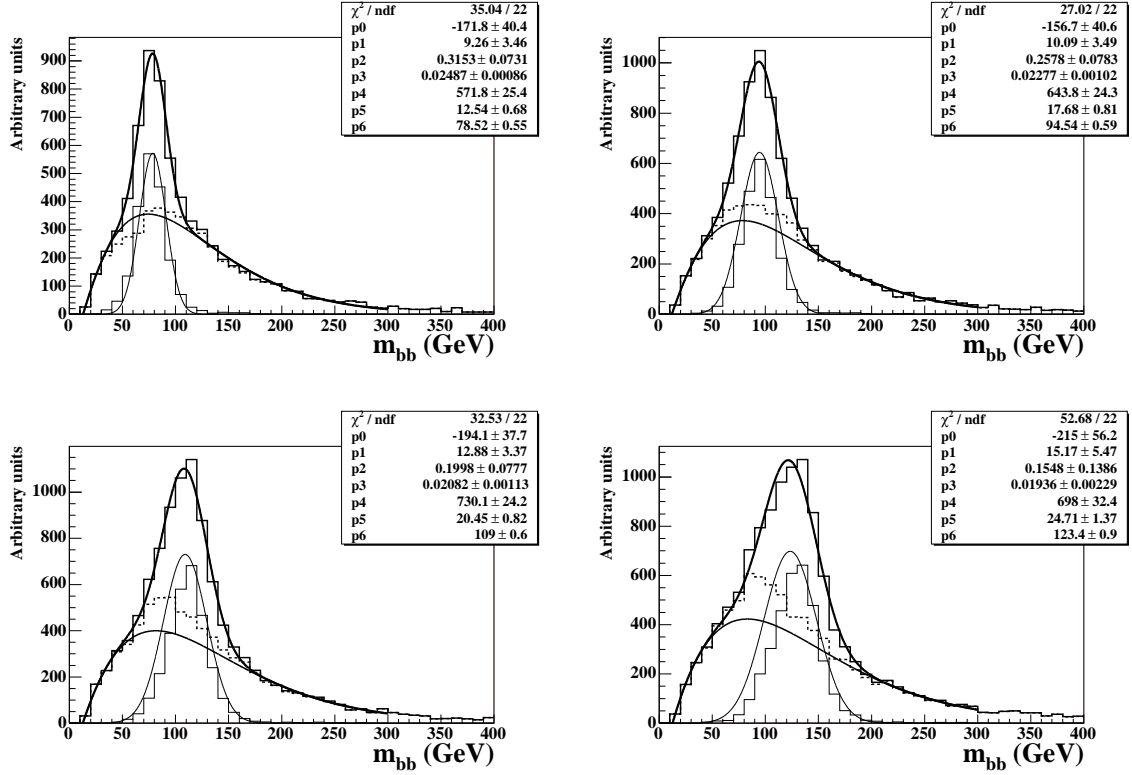 χ² / ndf 35.04 / 22
p0 -171.8 ± 40.4
p1 9.26 ± 3.46
p2 0.3153 ± 0.0731
p3 0.02487 ± 0.00086
p4 571.8 ± 25.4
p5 12.54 ± 0.68
p6 78.52 ± 0.55
Arbitrary units
900
800
700
600
500
400
300
200
100
0
0 50 100 150 200 250 300 350 400
m_bb (GeV)
χ² / ndf 27.02 / 22
p0 -156.7 ± 40.6
p1 10.09 ± 3.49
p2 0.2578 ± 0.0783
p3 0.02277 ± 0.00102
p4 643.8 ± 24.3
p5 17.68 ± 0.81
p6 94.54 ± 0.59
Arbitrary units
1000
800
600
400
200
0
0 50 100 150 200 250 300 350 400
m_bb (GeV)
χ² / ndf 32.53 / 22
p0 -194.1 ± 37.7
p1 12.88 ± 3.37
p2 0.1998 ± 0.0777
p3 0.02082 ± 0.00113
p4 730.1 ± 24.2
p5 20.45 ± 0.82
p6 109 ± 0.6
Arbitrary units
1000
800
600
400
200
0
0 50 100 150 200 250 300 350 400
m_bb (GeV)
χ² / ndf 52.68 / 22
p0 -215 ± 56.2
p1 15.17 ± 5.47
p2 0.1548 ± 0.1386
p3 0.01936 ± 0.00229
p4 698 ± 32.4
p5 24.71 ± 1.37
p6 123.4 ± 0.9
Arbitrary units
1000
800
600
400
200
0
0 50 100 150 200 250 300 350 400
m_bb (GeV)